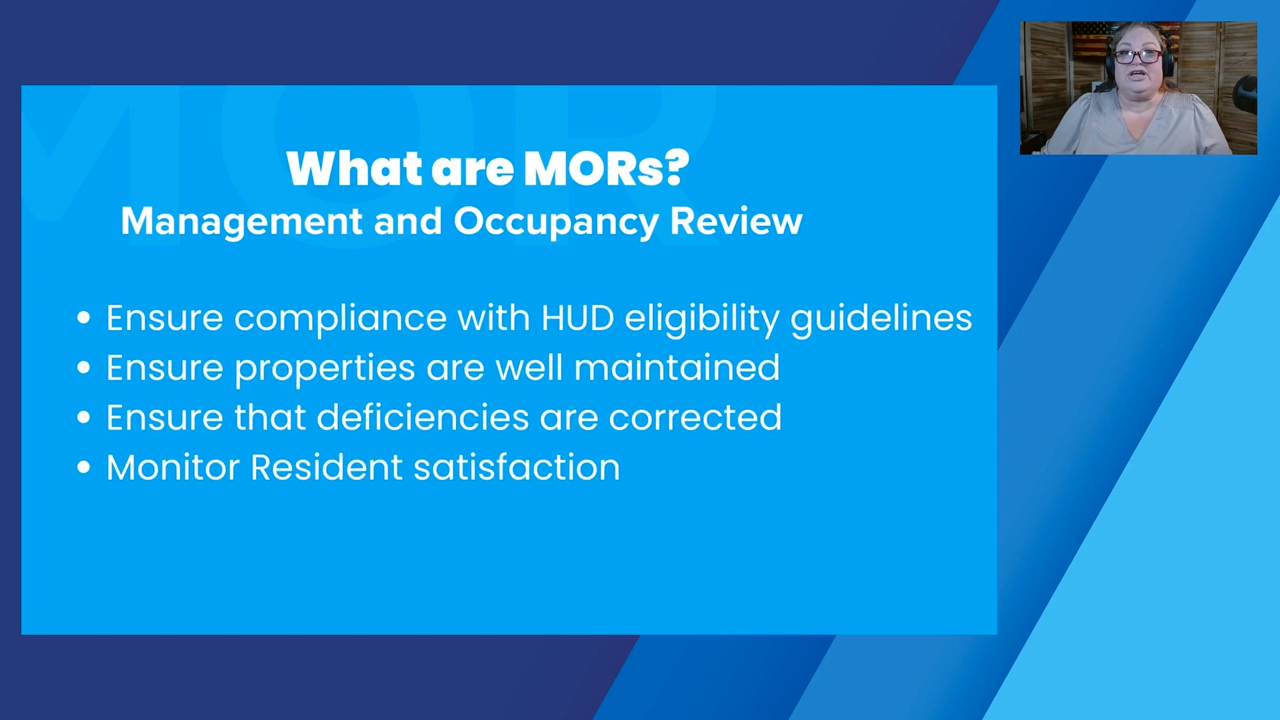 MOR
What are MORs?
Management and Occupancy Review
• Ensure compliance with HUD eligibility guidelines
• Ensure properties are well maintained
• Ensure that deficiencies are corrected
• Monitor Resident satisfaction